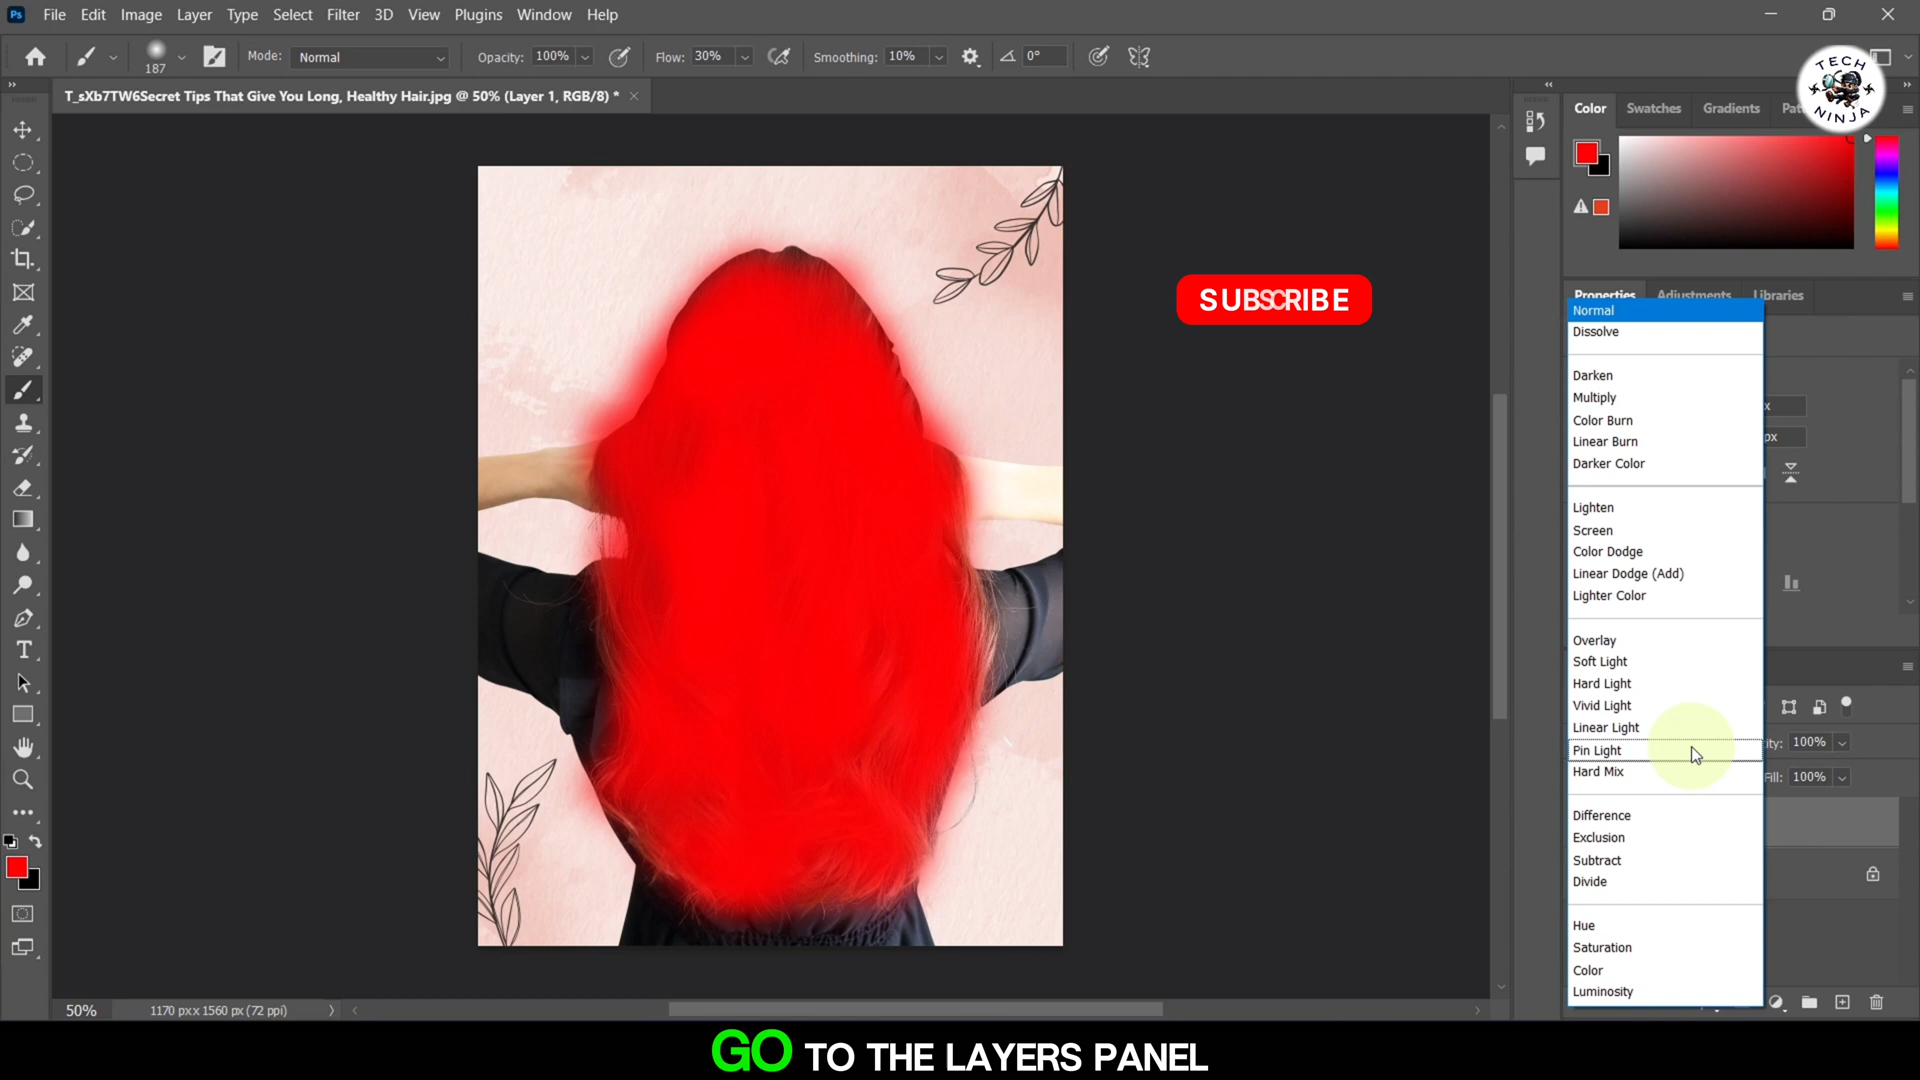 Ps File Edit Image Layer Type Select Filter 3D View Plugins Window Help
187 Mode: Normal Opacity: 100% Flow: 30% Smoothing: 10% 0°
TECH NINJA
T_sXb7TW6Secret Tips That Give You Long, Healthy Hair.jpg @ 50% (Layer 1, RGB/8) *
Color Swatches Gradients
SUBSCRIBE
Properties Adjustments Libraries
Normal
Dissolve
Darken
Multiply
Color Burn
Linear Burn
Darker Color
Lighten
Screen
Color Dodge
Linear Dodge (Add)
Lighter Color
Overlay
Soft Light
Hard Light
Vivid Light
Linear Light
Pin Light
Hard Mix
Difference
Exclusion
Subtract
Divide
Hue
Saturation
Color
Luminosity
x
px
100%
Fill: 100%
50% 1170 px x 1560 px (72 ppi)
GO TO THE LAYERS PANEL